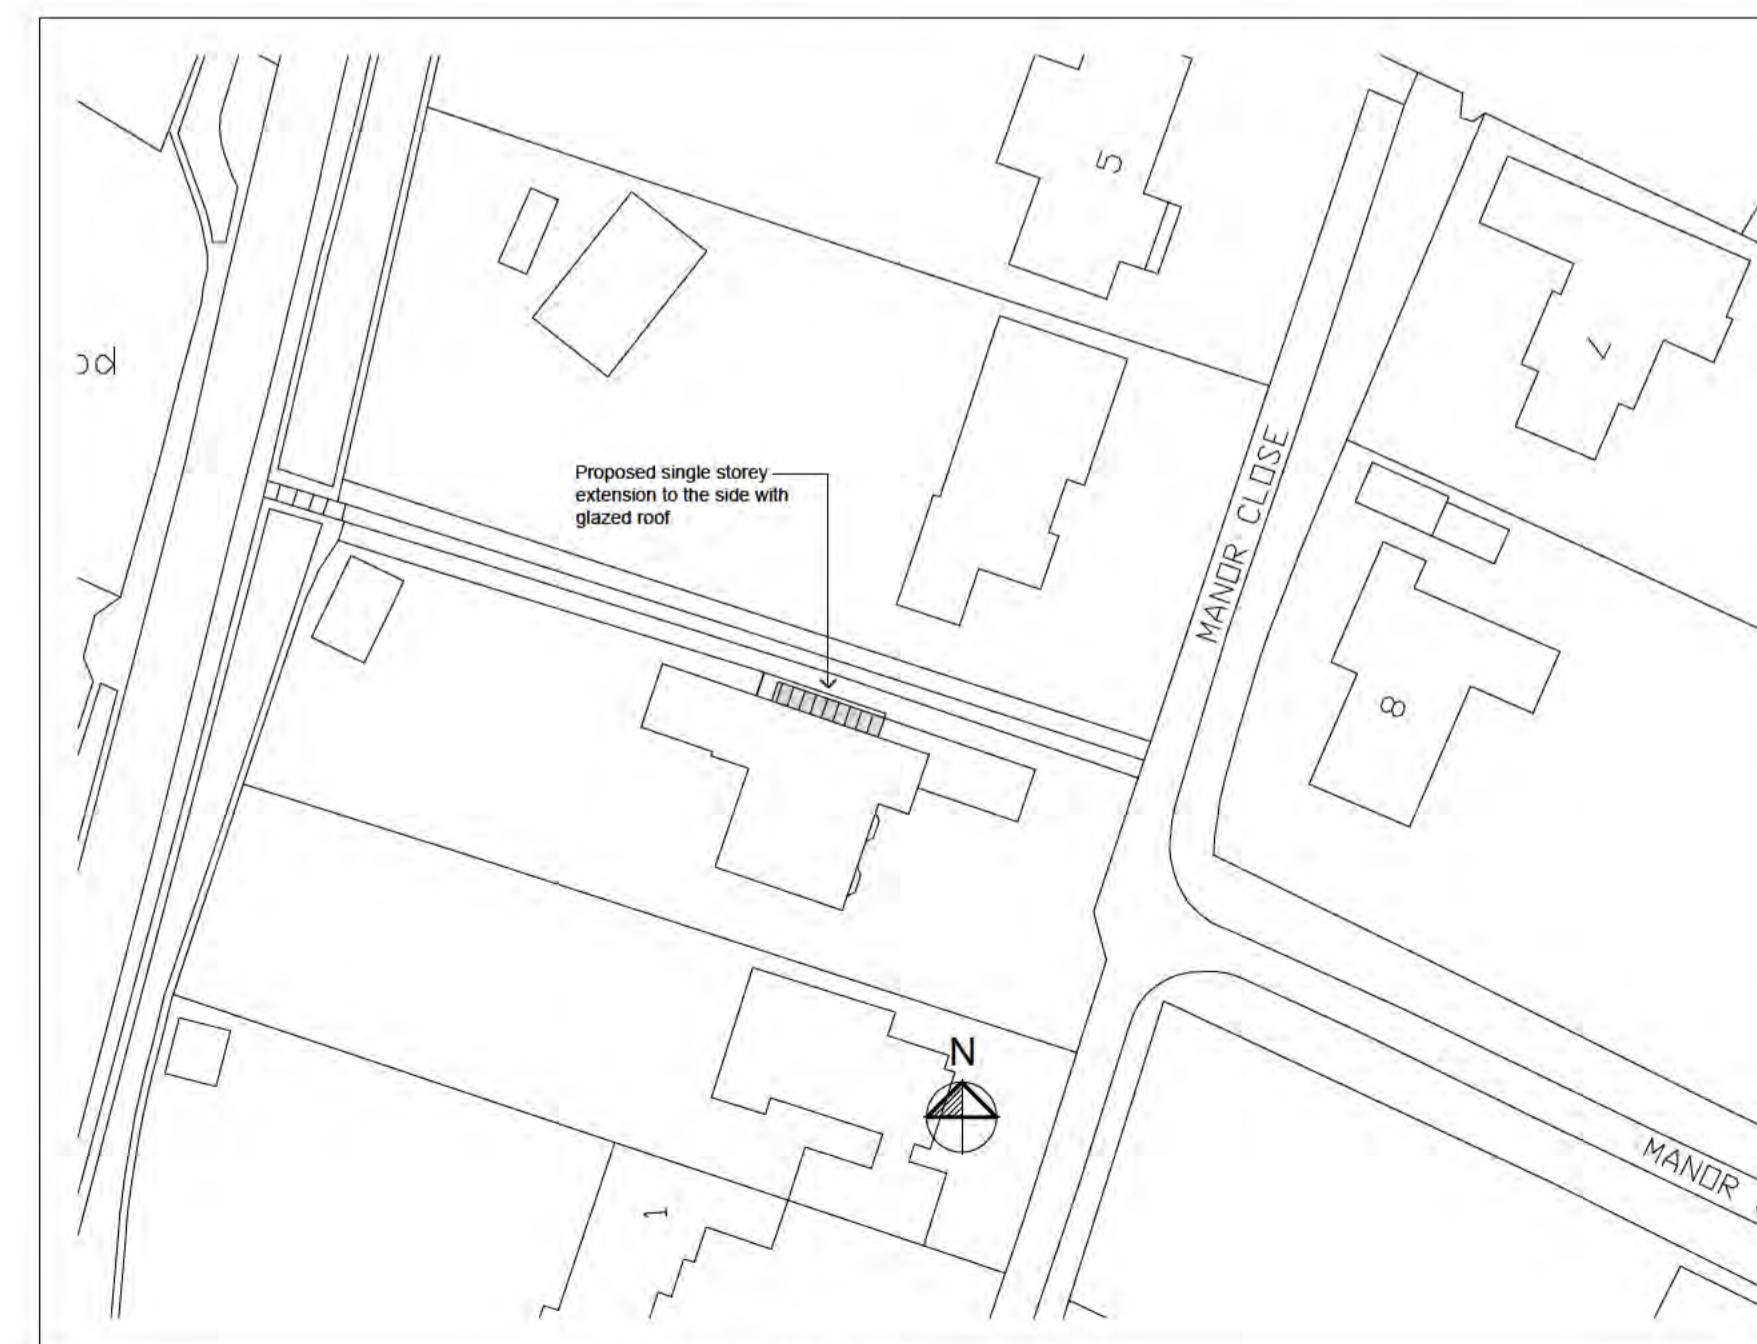 5
7
Proposed single storey
extension to the side with
glazed roof
MANOR CLOSE
8
N
MANOR
1